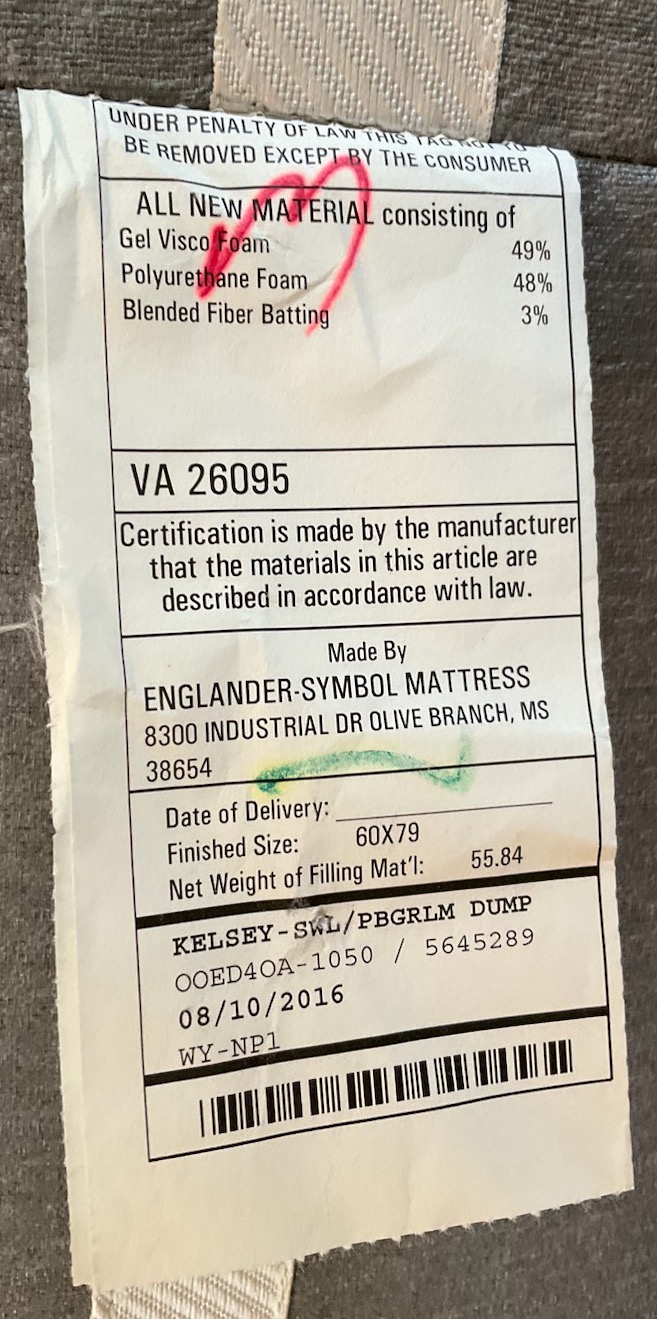 UNDER PENALTY OF LAW THIS TAG NOT TO
BE REMOVED EXCEPT BY THE CONSUMER
ALL NEW MATERIAL consisting of
Gel Visco Foam 49%
Polyurethane Foam 48%
Blended Fiber Batting 3%
VA 26095
Certification is made by the manufacturer
that the materials in this article are
described in accordance with law.
Made By
ENGLANDER-SYMBOL MATTRESS
8300 INDUSTRIAL DR OLIVE BRANCH, MS
38654
Date of Delivery:
Finished Size: 60X79
Net Weight of Filling Mat'l: 55.84
KELSEY-SWL/PBGRLM DUMP
OOED4OA-1050 / 5645289
08/10/2016
WY-NP1